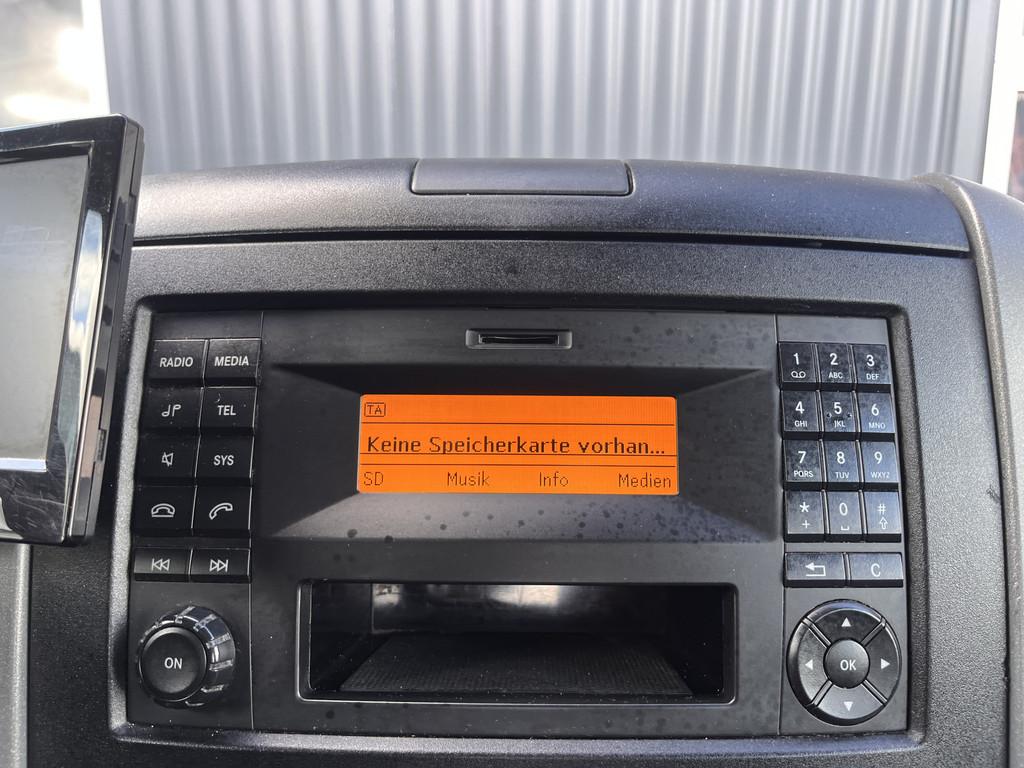 RADIO MEDIA
TEL
SYS
ON
TA
Keine Speicherkarte vorhan...
SD Musik Info Medien
1 2 ABC 3 DEF
4 GHI 5 JKL 6 MNO
7 PQRS 8 TUV 9 WXYZ
* + 0 #
C
OK